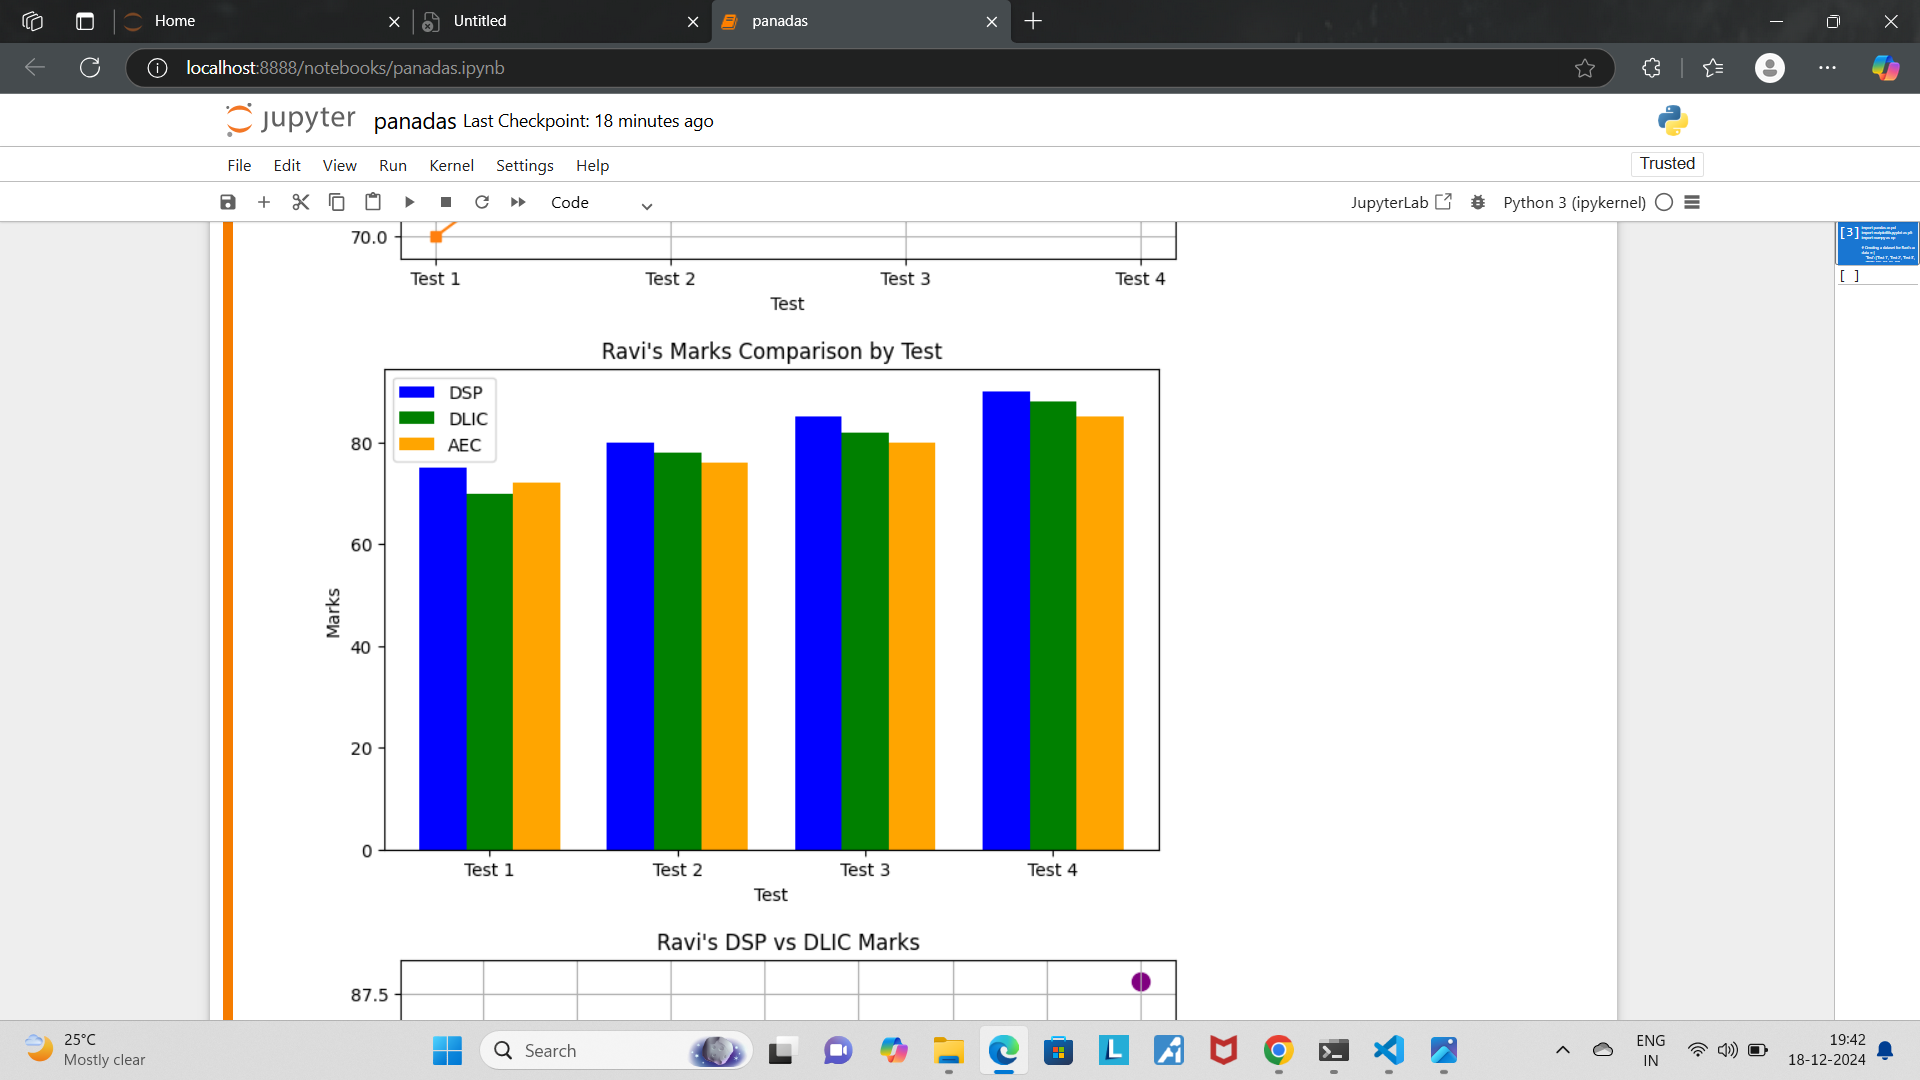 Home
Untitled
panadas
localhost:8888/notebooks/panadas.ipynb
jupyter panadas Last Checkpoint: 18 minutes ago
File Edit View Run Kernel Settings Help
Trusted
Code
JupyterLab
Python 3 (ipykernel)
[3]
[ ]
70.0
Test 1 Test 2 Test 3 Test 4
Test
Ravi's Marks Comparison by Test
DSP
DLIC
AEC
80
60
40
20
0
Marks
Test 1 Test 2 Test 3 Test 4
Test
Ravi's DSP vs DLIC Marks
87.5
25°C
Mostly clear
Search
ENG
IN
19:42
18-12-2024